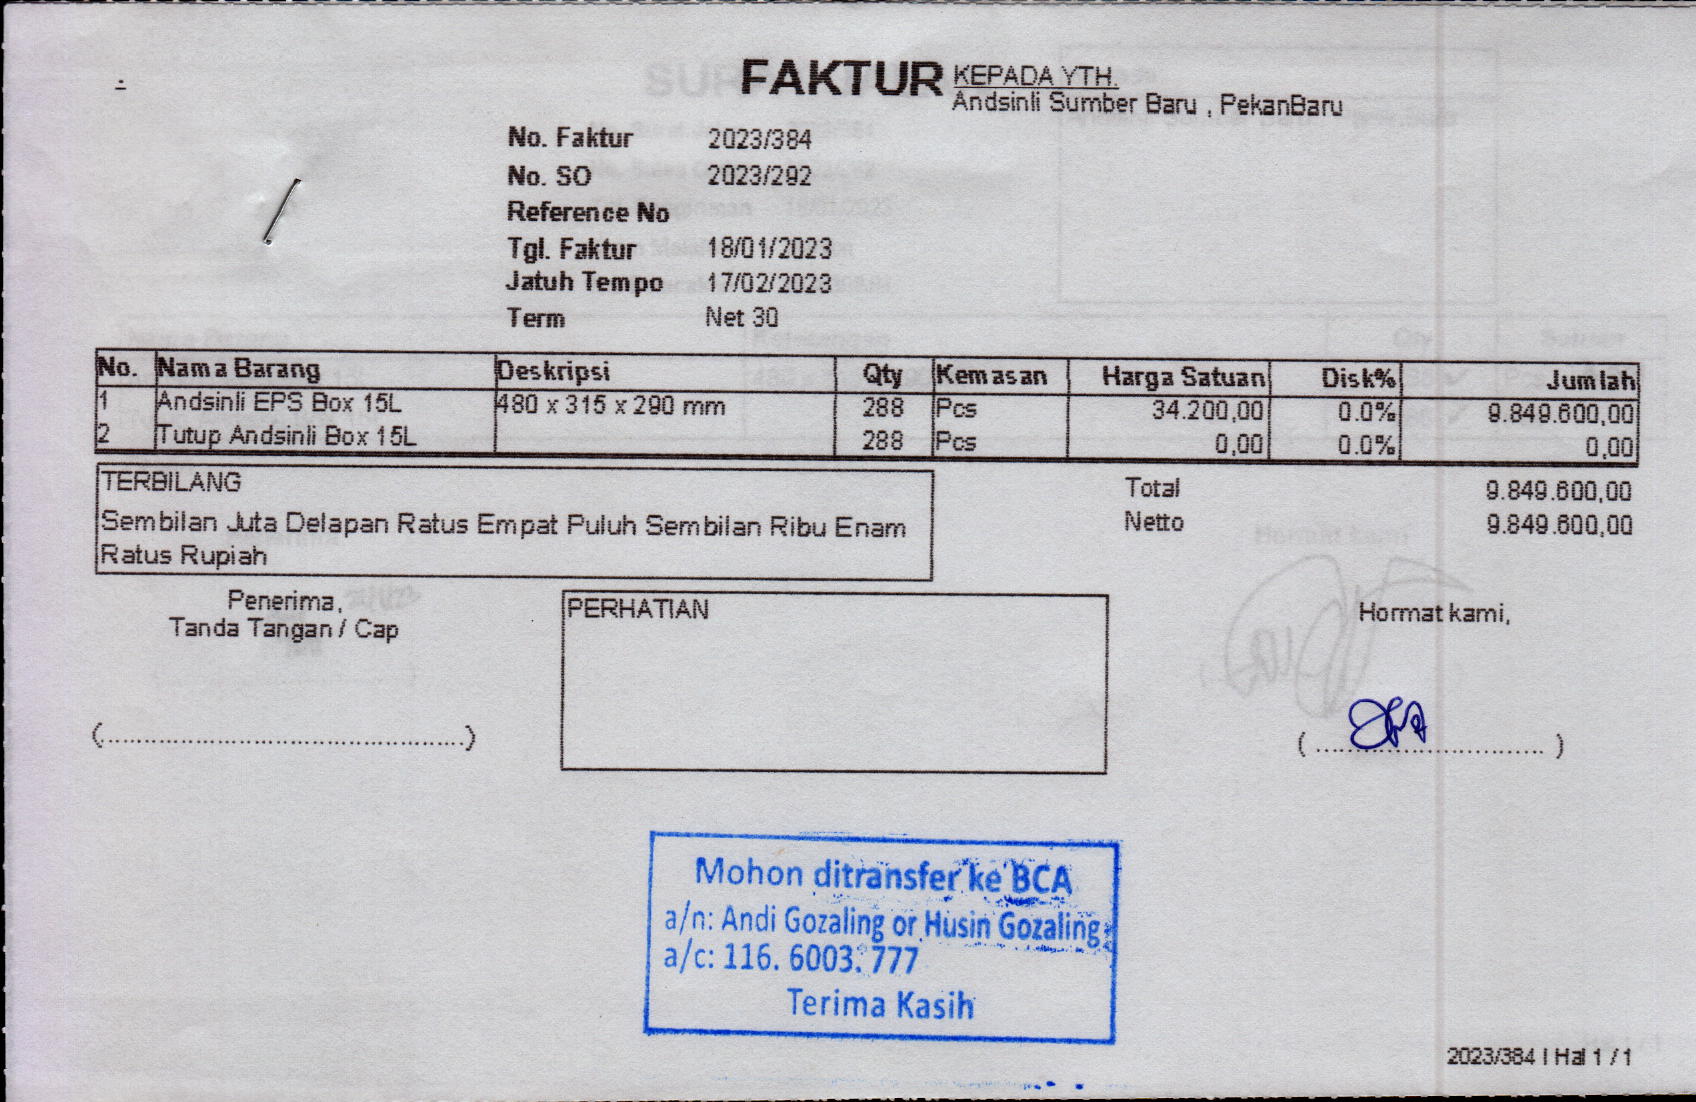 FAKTUR
KEPADA YTH.
Andsinli Sumber Baru , PekanBaru
No. Faktur 2023/384
No. SO 2023/292
Reference No
Tgl. Faktur 18/01/2023
Jatuh Tempo 17/02/2023
Term Net 30
No. Nama Barang Deskripsi Qty Kemasan Harga Satuan Disk% Jumlah
1 Andsinli EPS Box 15L 480 x 315 x 290 mm 288 Pcs 34.200,00 0.0% 9.849.600,00
2 Tutup Andsinli Box 15L 288 Pcs 0,00 0.0% 0,00
TERBILANG
Sembilan Juta Delapan Ratus Empat Puluh Sembilan Ribu Enam
Ratus Rupiah
Total 9.849.600,00
Netto 9.849.600,00
Penerima,
Tanda Tangan / Cap
(................................................)
PERHATIAN
Hormat kami,
( .............................. )
Mohon ditransfer ke BCA
a/n: Andi Gozaling or Husin Gozaling
a/c: 116. 6003. 777
Terima Kasih
2023/384 | Hal 1 / 1